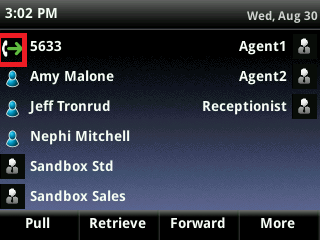 3:02 PM Wed, Aug 30
5633 Agent1
Amy Malone Agent2
Jeff Tronrud Receptionist
Nephi Mitchell
Sandbox Std
Sandbox Sales
Pull Retrieve Forward More